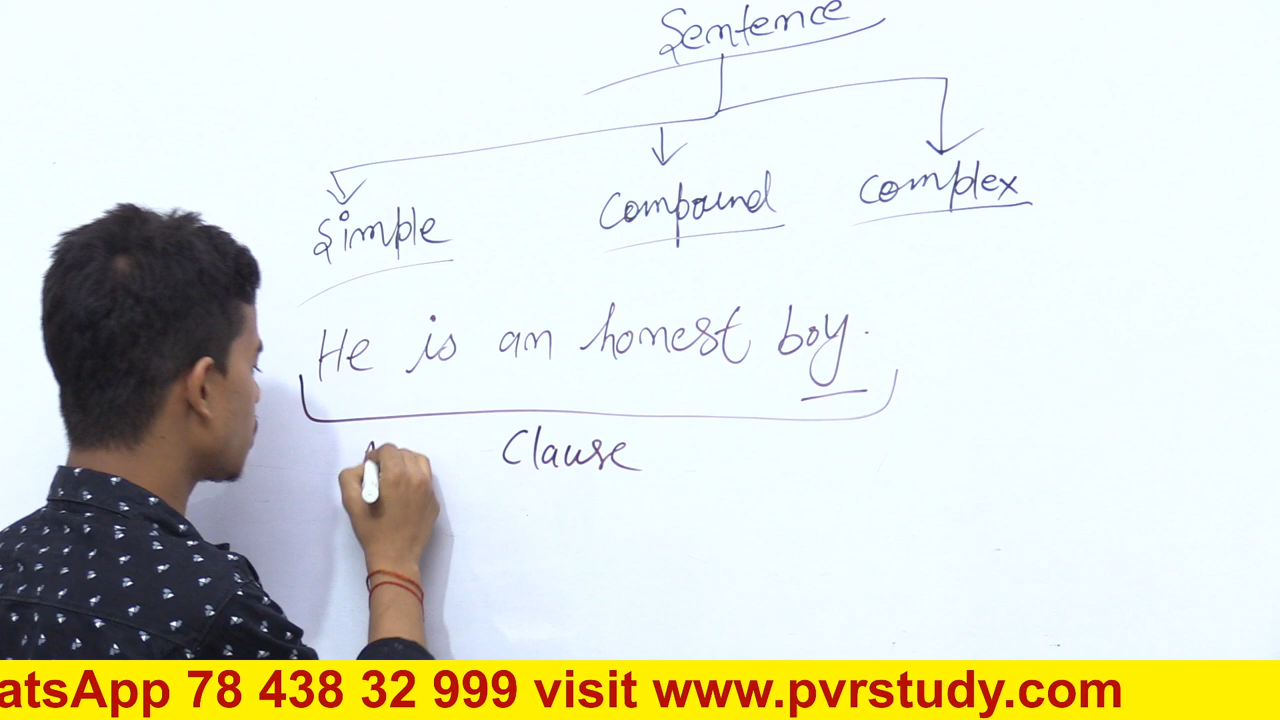 Sentence
Simple Compound Complex
He is an honest boy.
Clause
atsApp 78 438 32 999 visit www.pvrstudy.com